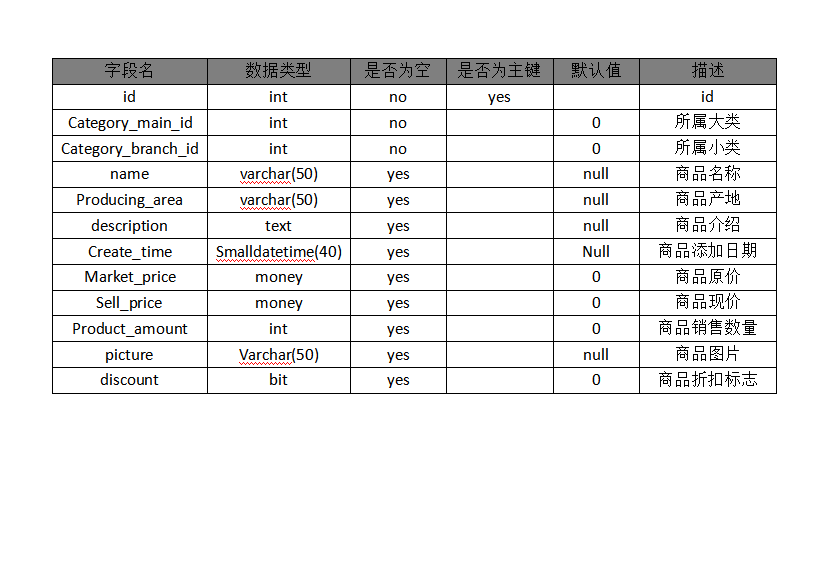 字段名 数据类型 是否为空 是否为主键 默认值 描述
id int no yes id
Category_main_id int no 0 所属大类
Category_branch_id int no 0 所属小类
name varchar(50) yes null 商品名称
Producing_area varchar(50) yes null 商品产地
description text yes null 商品介绍
Create_time Smalldatetime(40) yes Null 商品添加日期
Market_price money yes 0 商品原价
Sell_price money yes 0 商品现价
Product_amount int yes 0 商品销售数量
picture Varchar(50) yes null 商品图片
discount bit yes 0 商品折扣标志